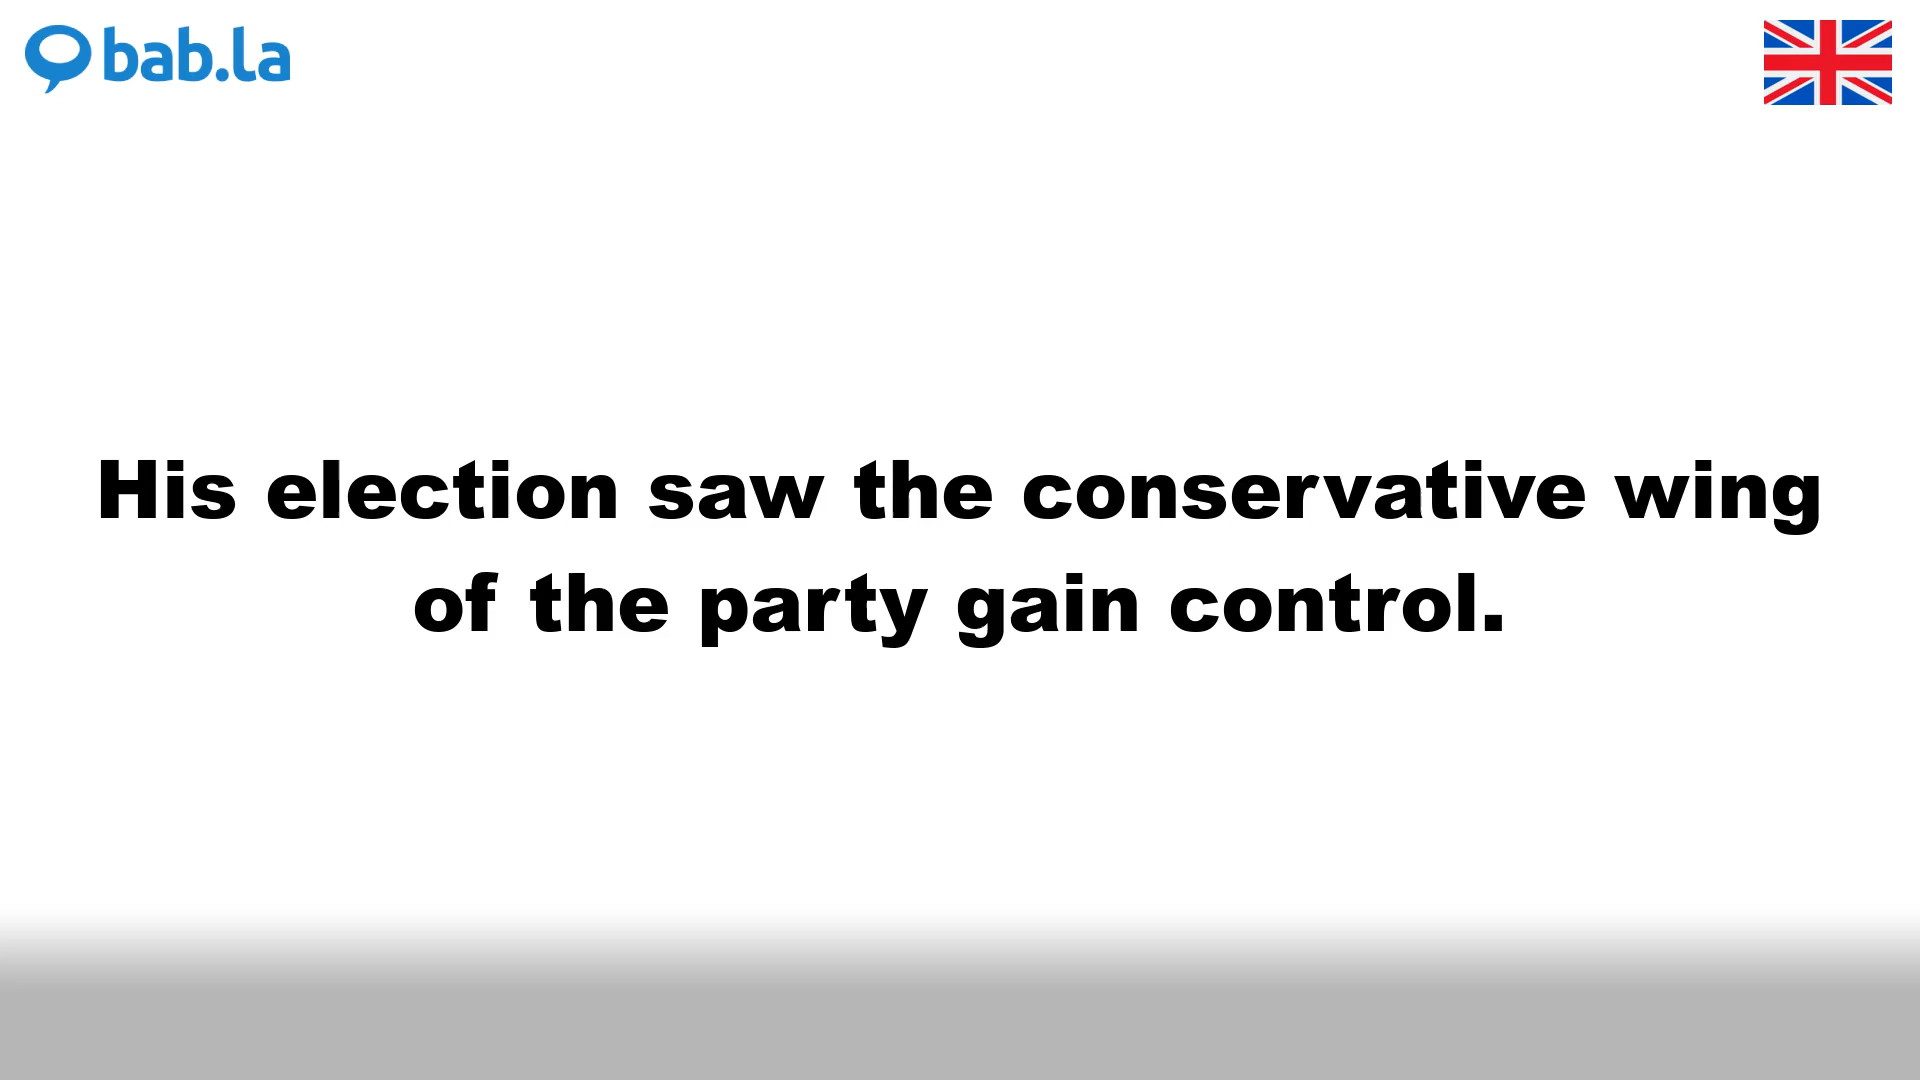 bab.la
His election saw the conservative wing
of the party gain control.